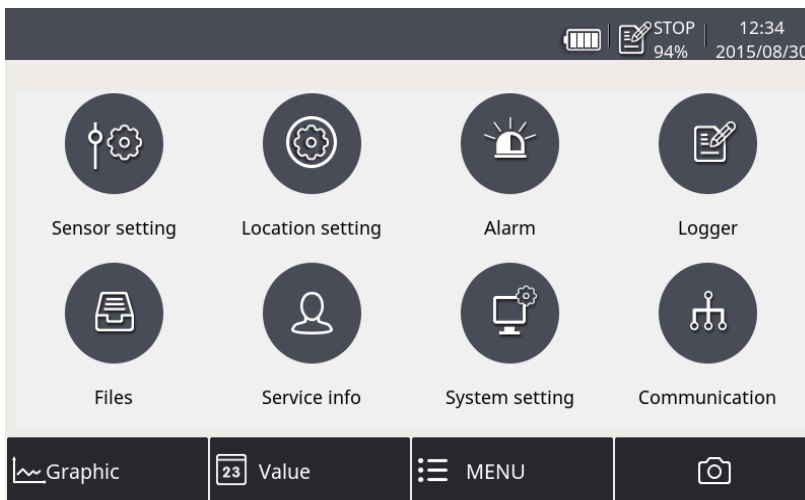 STOP 12:34
94% 2015/08/30
Sensor setting Location setting Alarm Logger
Files Service info System setting Communication
Graphic 23 Value MENU